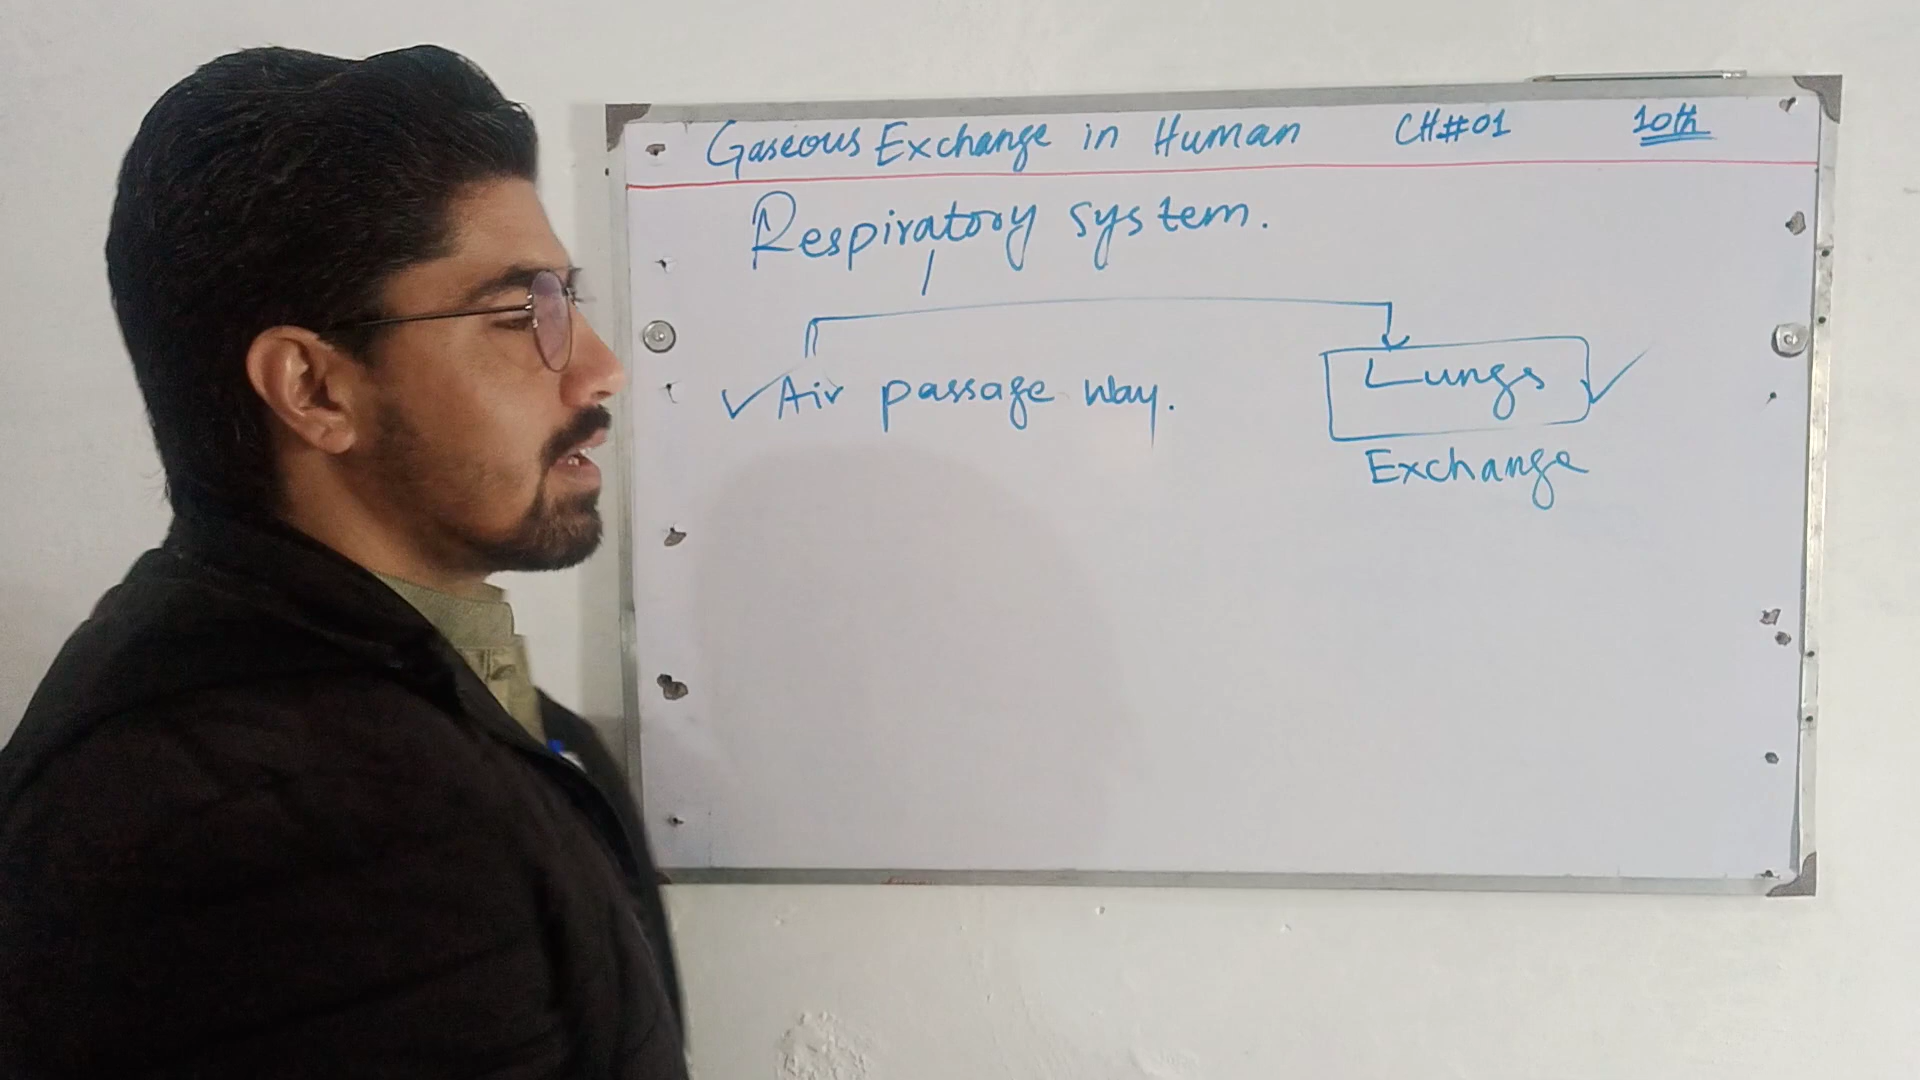 Gaseous Exchange in Human CH#01 10th
Respiratory system.
Air passage way. Lungs
Exchange